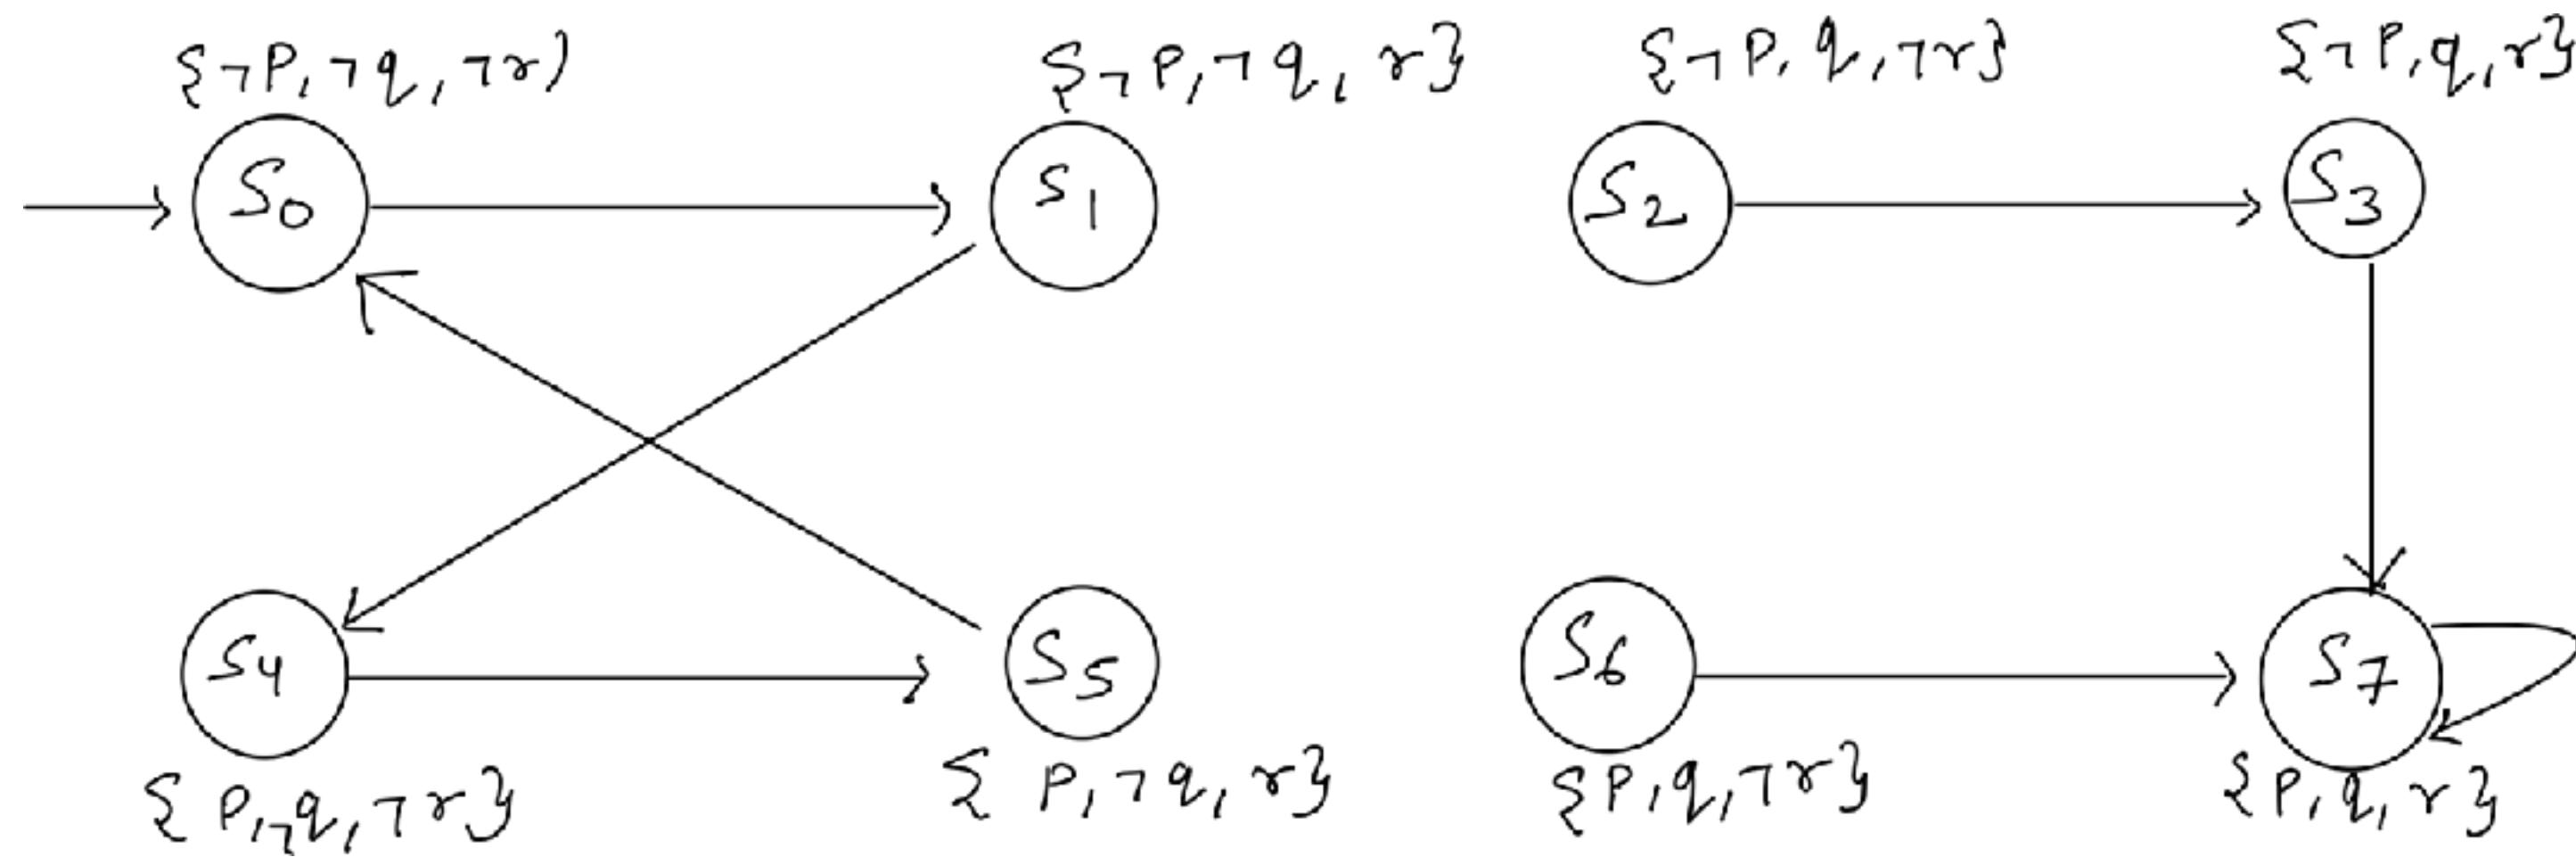 {¬P, ¬q, ¬r) {¬P, ¬q, r} {¬P, q, ¬r} {¬P, q, r}
S0 S1 S2 S3
S4 S5 S6 S7
{P, ¬q, ¬r} {P, ¬q, r} {P, q, ¬r} {P, q, r}